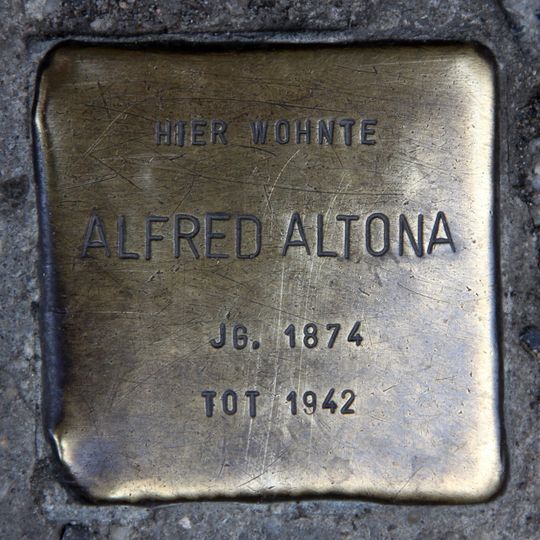 HIER WOHNTE
ALFRED ALTONA
JG. 1874
TOT 1942